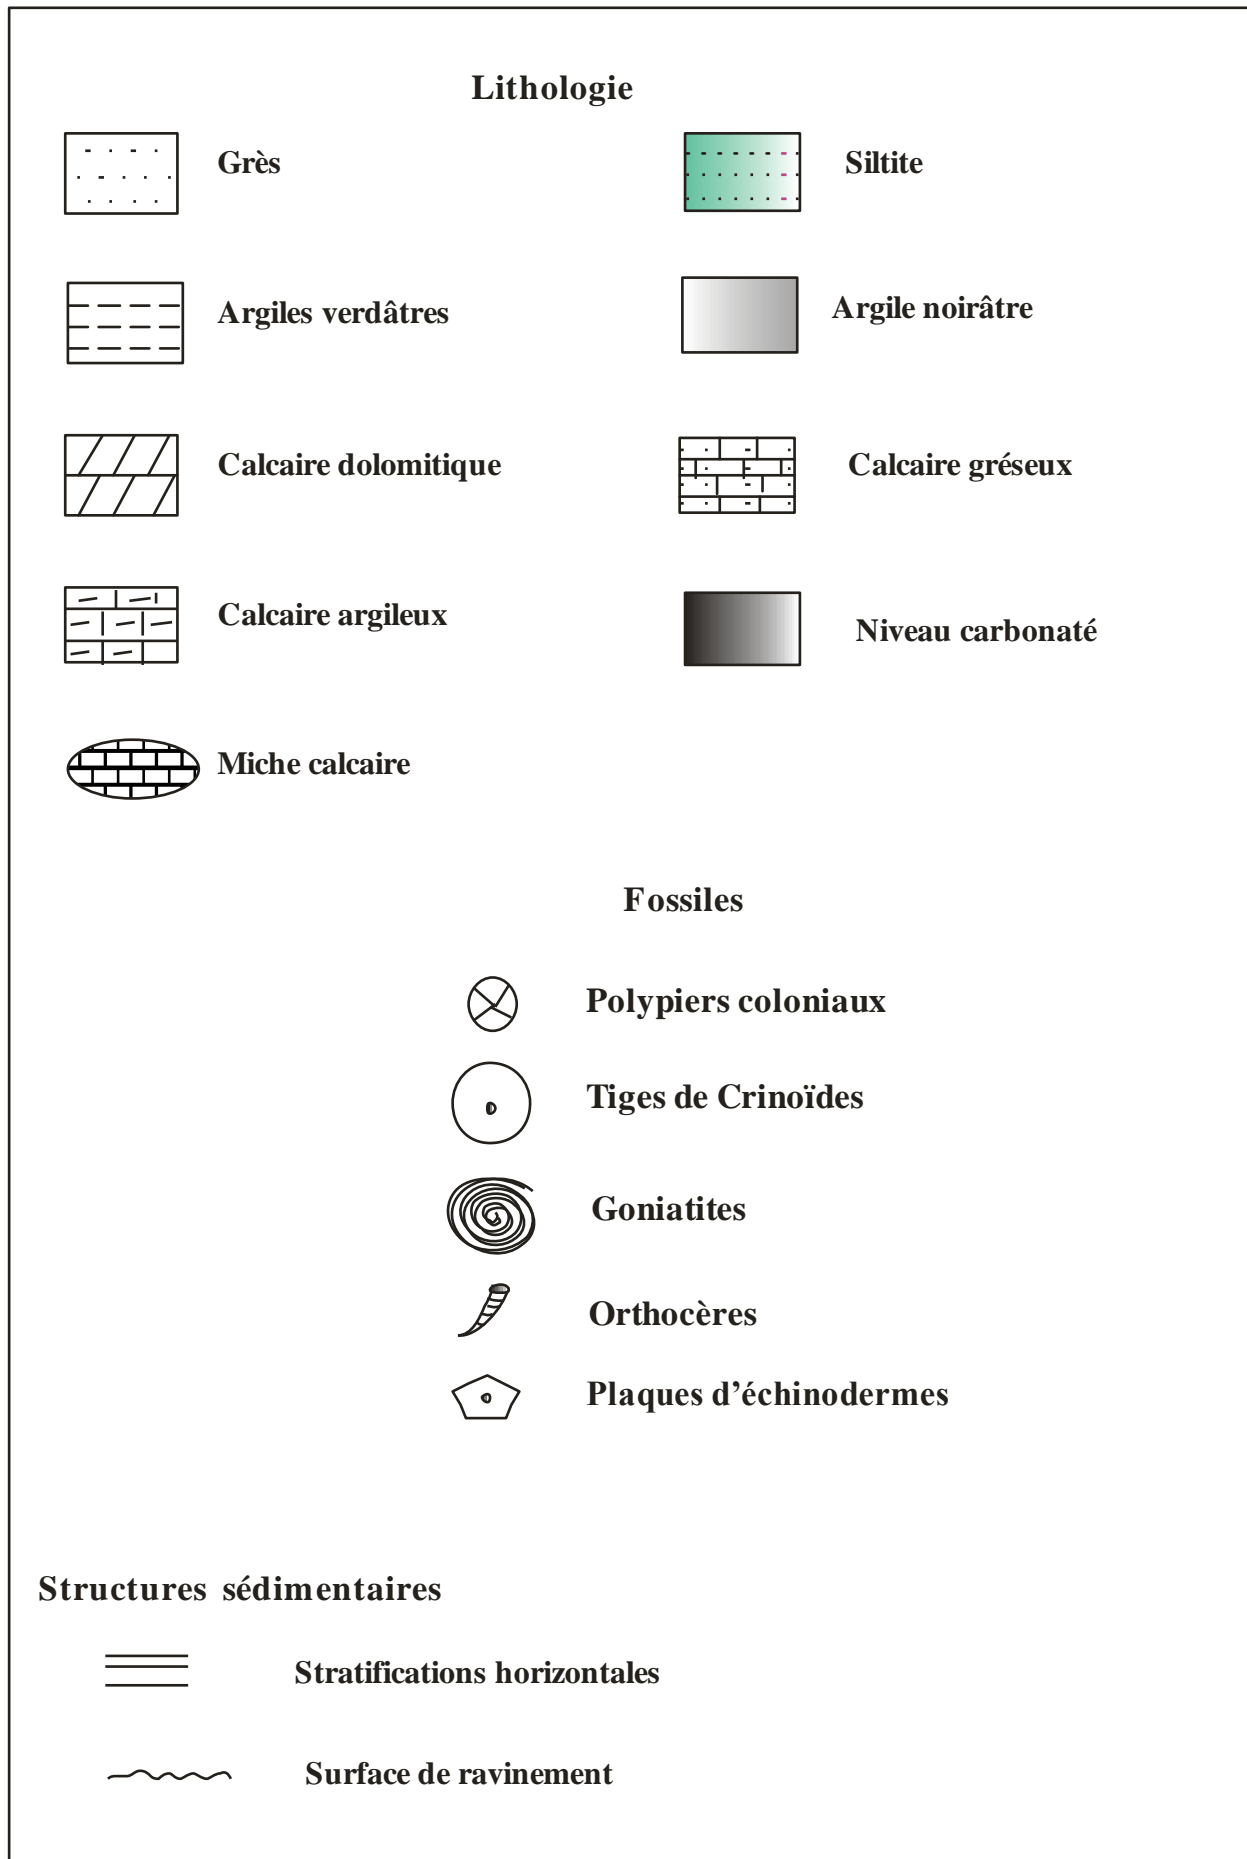 Lithologie
Grès
Siltite
Argiles verdâtres
Argile noirâtre
Calcaire dolomitique
Calcaire gréseux
Calcaire argileux
Niveau carbonaté
Miche calcaire
Fossiles
Polypiers coloniaux
Tiges de Crinoïdes
Goniatites
Orthocères
Plaques d'échinodermes
Structures sédimentaires
Stratifications horizontales
Surface de ravinement